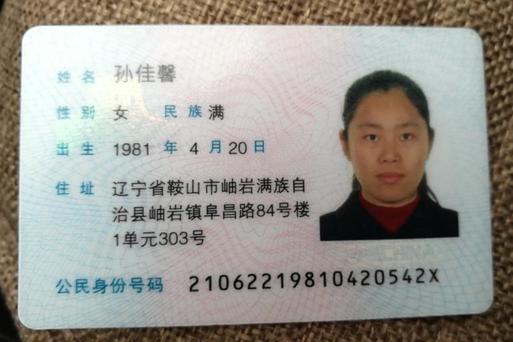 姓名 孙佳馨
性别 女 民族 满
出生 1981 年 4 月 20 日
住址 辽宁省鞍山市岫岩满族自
治县岫岩镇阜昌路84号楼
1单元303号
公民身份号码 21062219810420542X